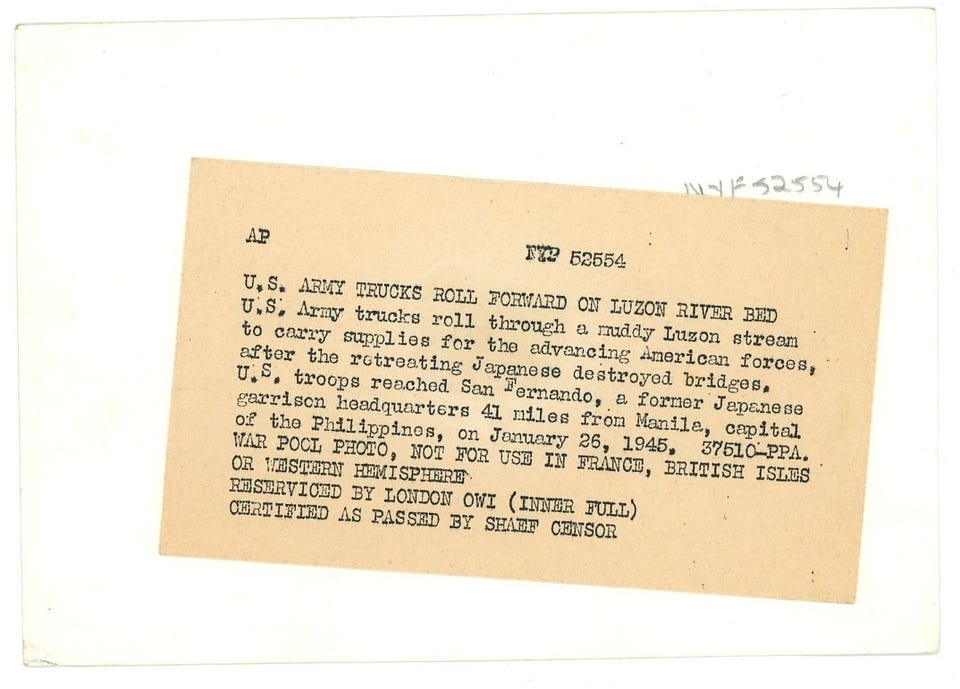 NYF52554
AP
52554
U.S. ARMY TRUCKS ROLL FORWARD ON LUZON RIVER BED
U.S. Army trucks roll through a muddy Luzon stream
to carry supplies for the advancing American forces,
after the retreating Japanese destroyed bridges.
U.S. troops reached San Fernando, a former Japanese
garrison headquarters 41 miles from Manila, capital
of the Philippines, on January 26, 1945. 37510-PPA.
WAR POOL PHOTO, NOT FOR USE IN FRANCE, BRITISH ISLES
OR WESTERN HEMISPHERE
RESERVICED BY LONDON OWI (INNER FULL)
CERTIFIED AS PASSED BY SHAEF CENSOR